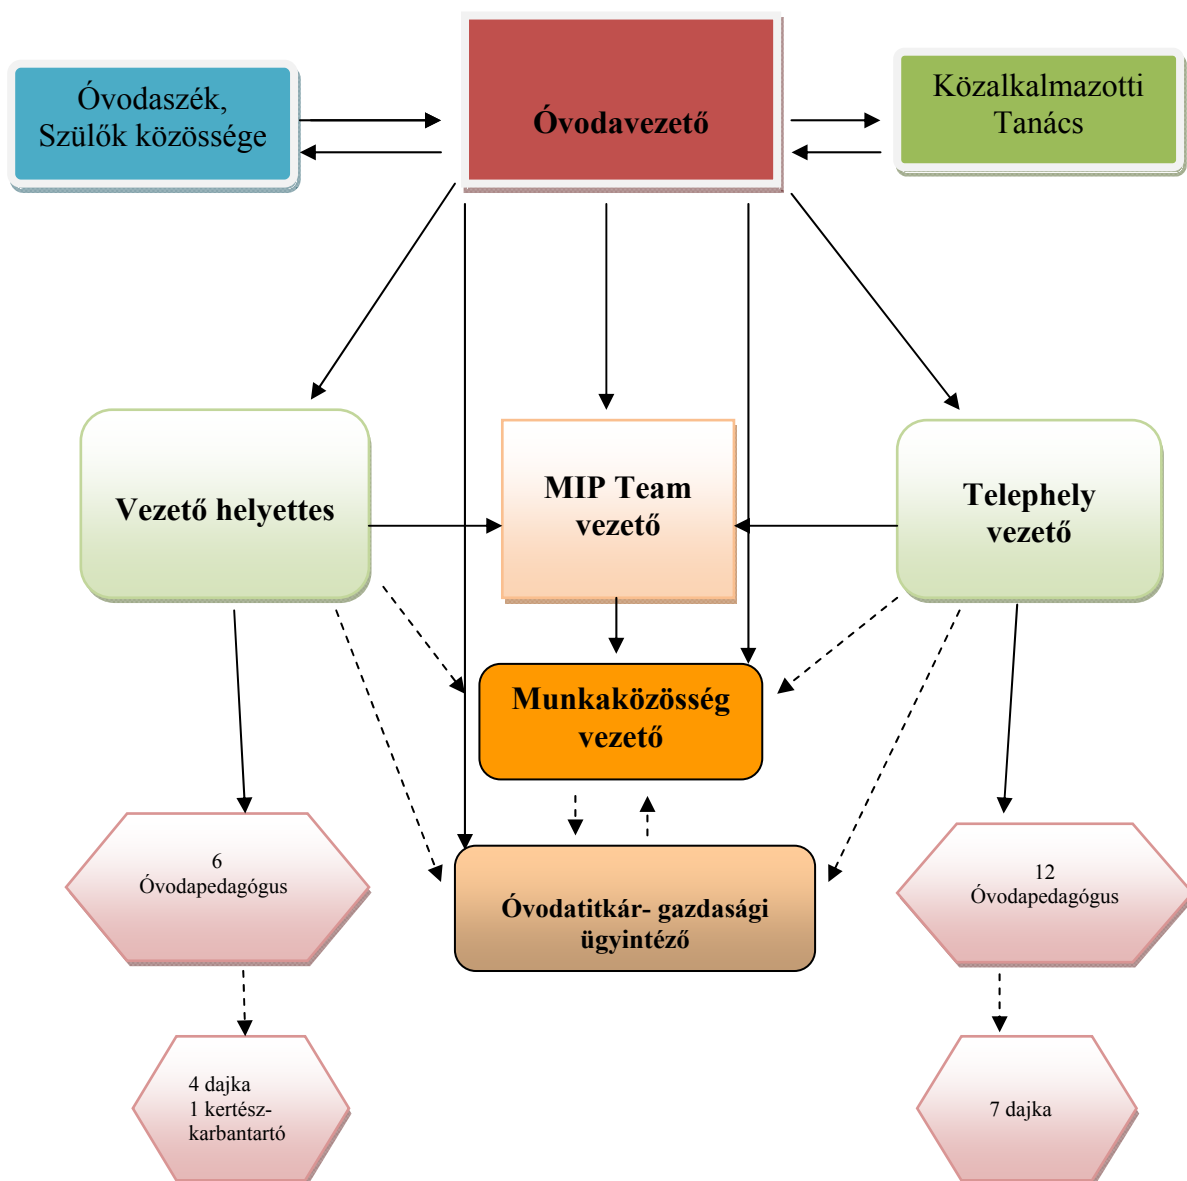 Óvodaszék,
Szülők közössége
Óvodavezető
Közalkalmazotti
Tanács
Vezető helyettes
MIP Team
vezető
Telephely
vezető
Munkaközösség
vezető
6
Óvodapedagógus
Óvodatitkár- gazdasági
ügyintéző
12
Óvodapedagógus
4 dajka
1 kertész-
karbantartó
7 dajka